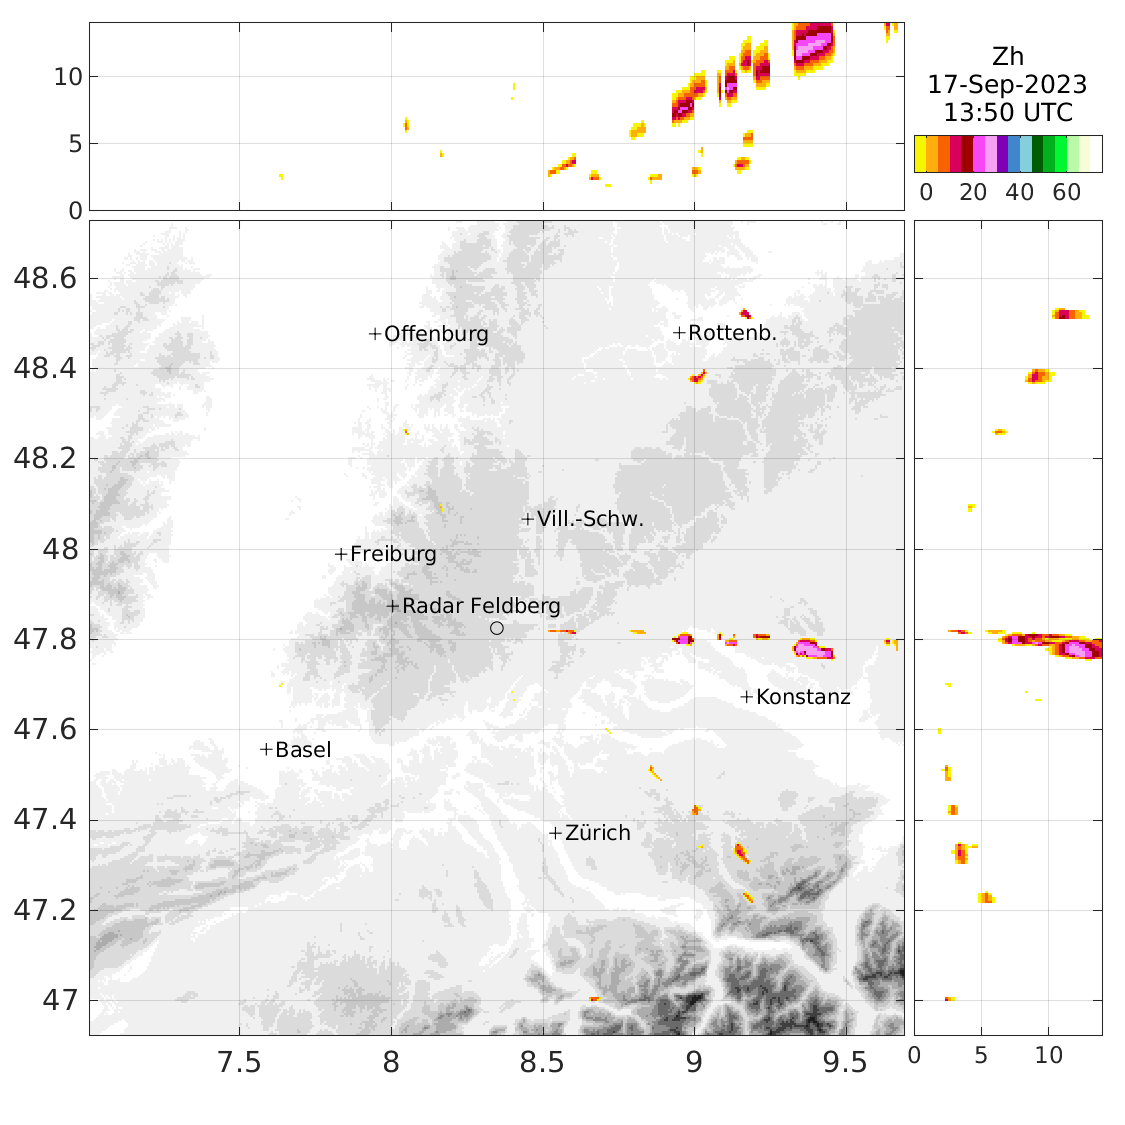 Zh
17-Sep-2023
13:50 UTC
0 20 40 60
10
5
0
48.6
48.4
48.2
48
47.8
47.6
47.4
47.2
47
+Offenburg
+Rottenb.
+Vill.-Schw.
+Freiburg
+Radar Feldberg
+Konstanz
+Basel
+Zürich
7.5 8 8.5 9 9.5
0 5 10